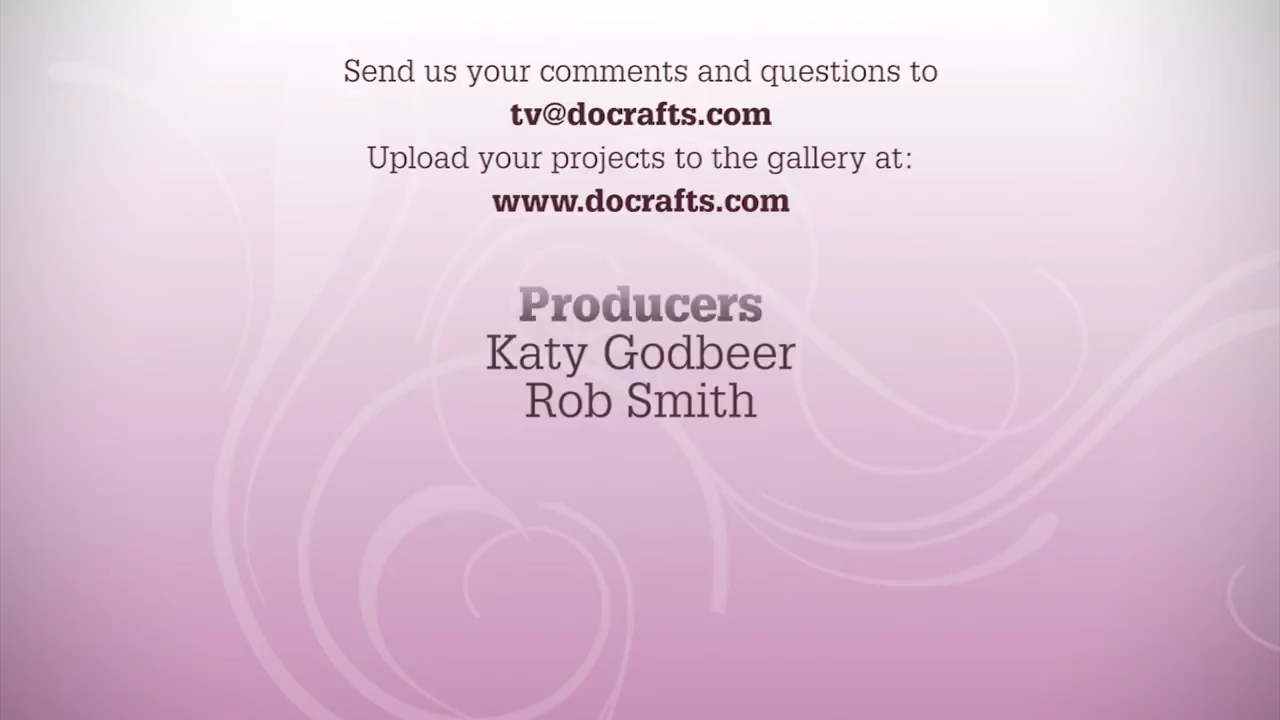 Send us your comments and questions to
tv@docrafts.com
Upload your projects to the gallery at:
www.docrafts.com
Producers
Katy Godbeer
Rob Smith